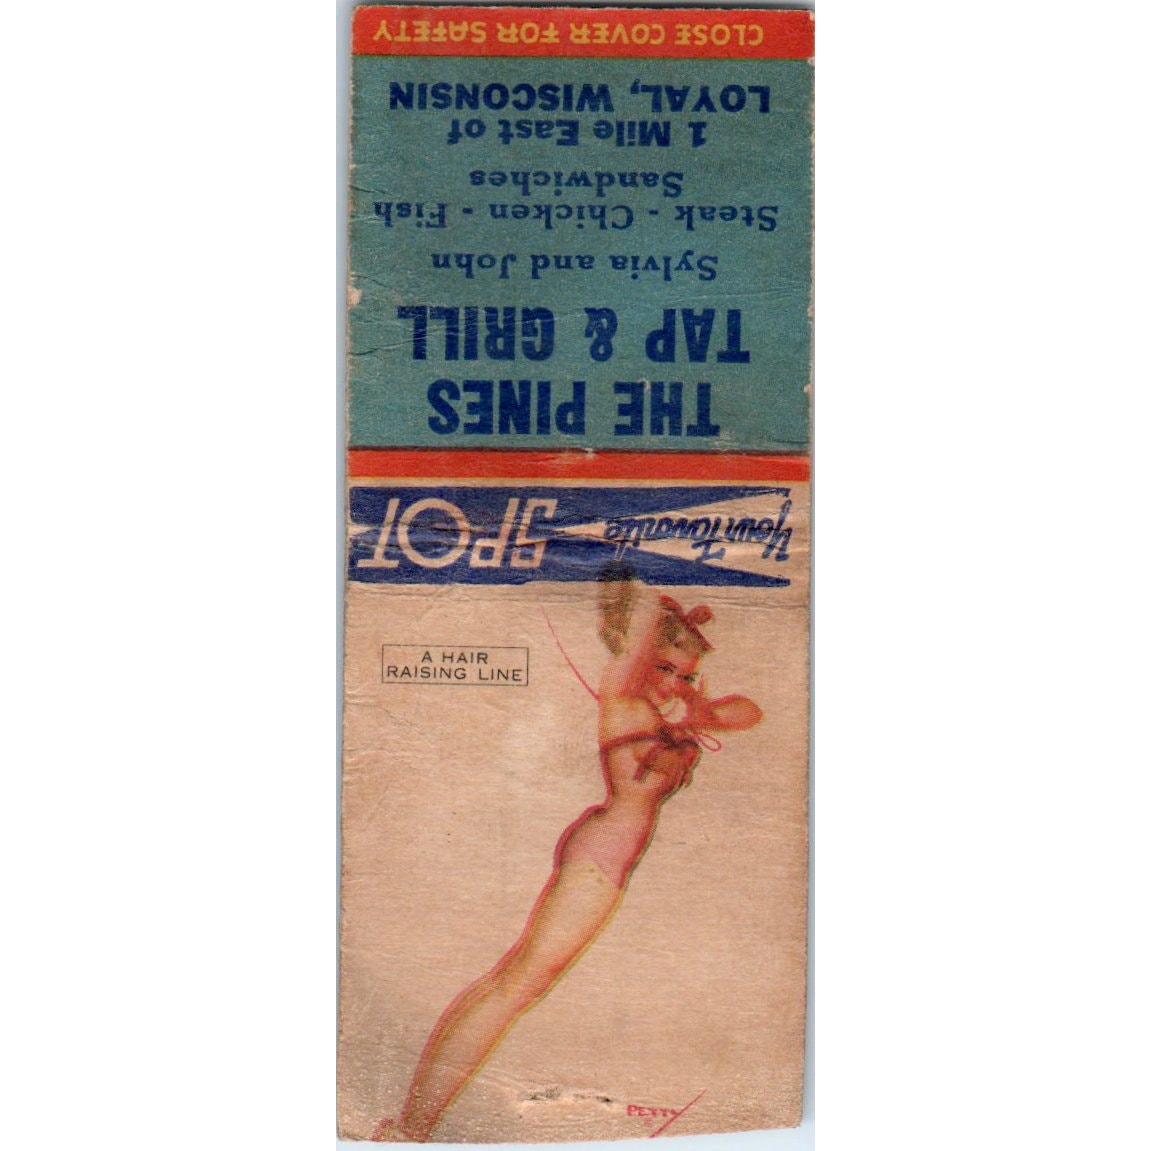 THE PINES
TAP & GRILL
Sylvia and John
Steak - Chicken - Fish
Sandwiches
1 Mile East of
LOYAL, WISCONSIN
CLOSE COVER FOR SAFETY
Your Favorite SPOT
A HAIR
RAISING LINE
PETTY